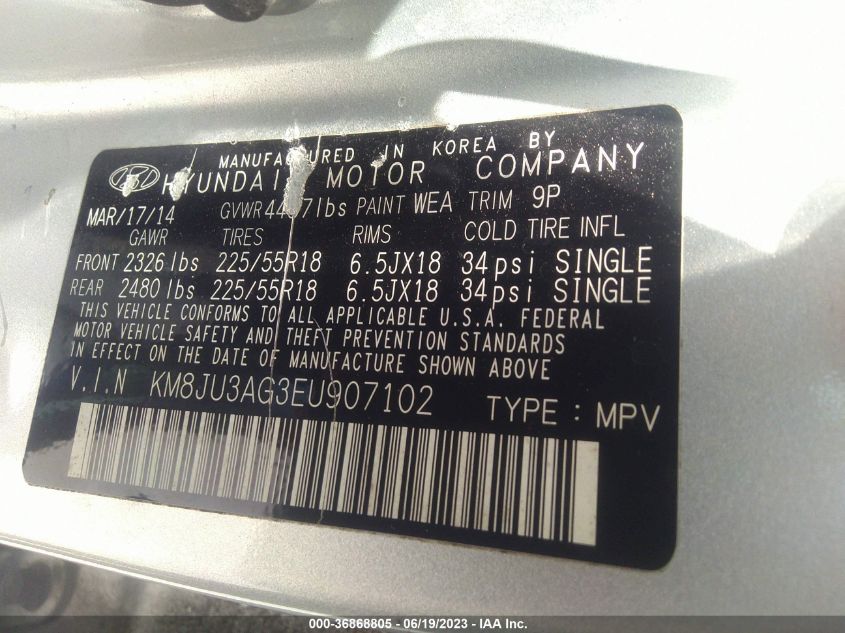 MANUFACTURED IN KOREA BY
HYUNDAI MOTOR COMPANY
MAR/17/14 GVWR lbs PAINT WEA TRIM 9P
GAWR TIRES RIMS COLD TIRE INFL
FRONT 2326 lbs 225/55R18 6.5JX18 34psi SINGLE
REAR 2480 lbs 225/55R18 6.5JX18 34psi SINGLE
THIS VEHICLE CONFORMS TO ALL APPLICABLE U.S.A. FEDERAL
MOTOR VEHICLE SAFETY AND THEFT PREVENTION STANDARDS
IN EFFECT ON THE DATE OF MANUFACTURE SHOWN ABOVE
V.I.N KM8JU3AG3EU907102 TYPE : MPV
000-36868805 - 06/19/2023 - IAA Inc.